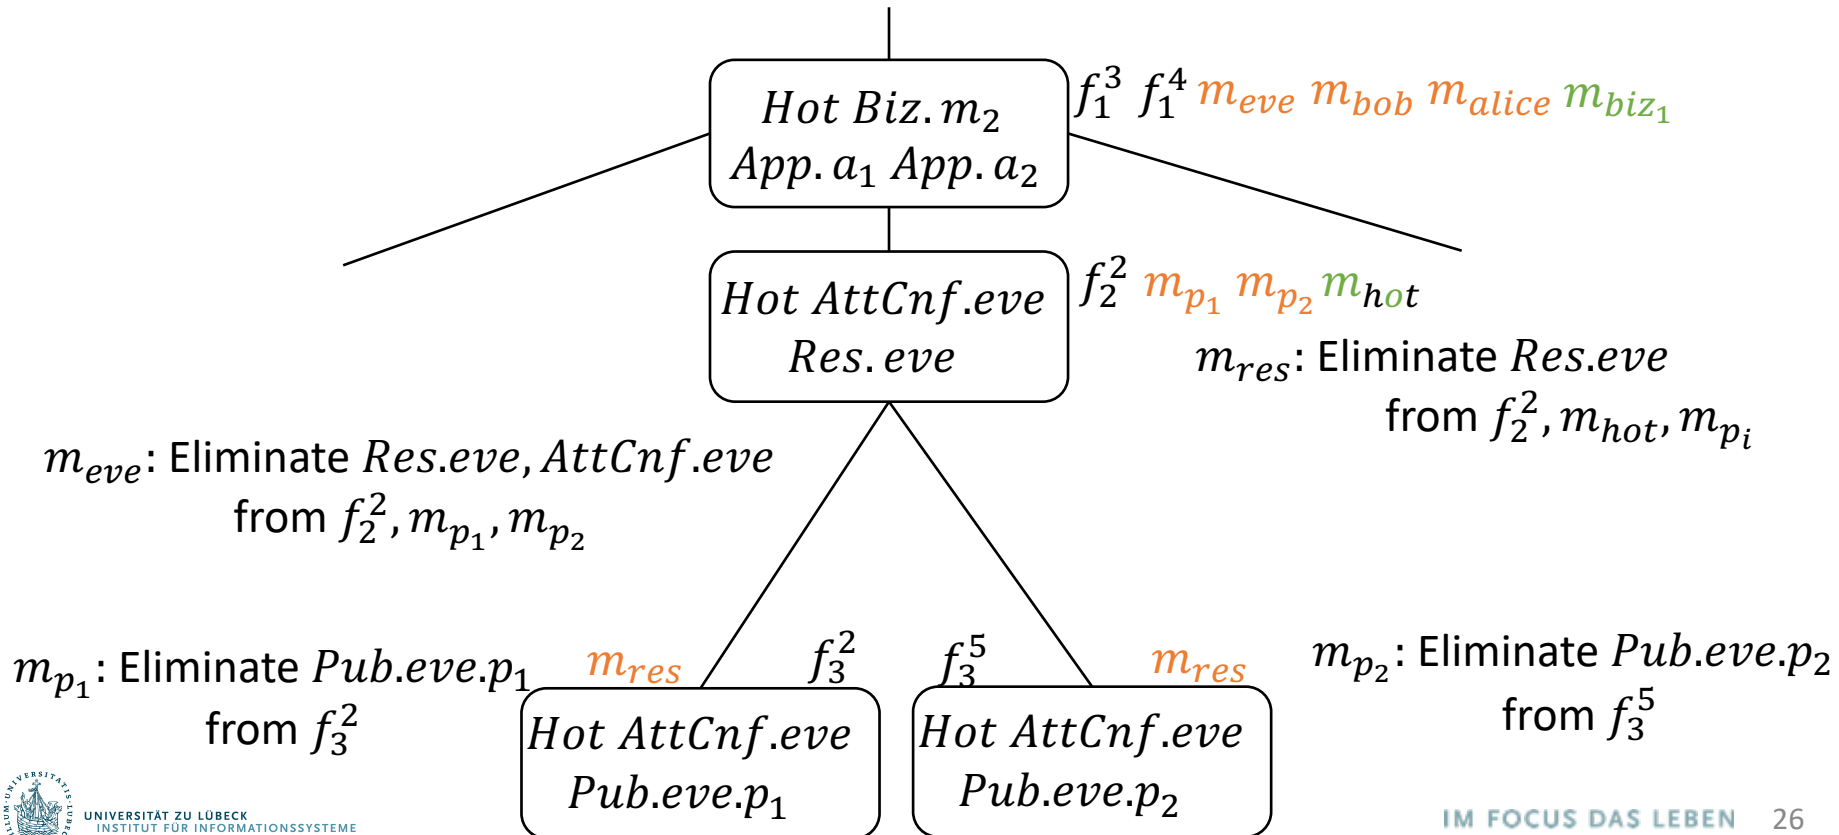 Hot Biz.m₂
App.a₁ App.a₂
f₁³ f₁⁴ m_eve m_bob m_alice m_biz₁
Hot AttCnf.eve
Res.eve
f₂² m_p₁ m_p₂ m_hot
m_res: Eliminate Res.eve
from f₂², m_hot, m_pᵢ
m_eve: Eliminate Res.eve, AttCnf.eve
from f₂², m_p₁, m_p₂
m_p₁: Eliminate Pub.eve.p₁
from f₃²
m_res
f₃²
f₃⁵
m_res
m_p₂: Eliminate Pub.eve.p₂
from f₃⁵
Hot AttCnf.eve
Pub.eve.p₁
Hot AttCnf.eve
Pub.eve.p₂
UNIVERSITÄT ZU LÜBECK
INSTITUT FÜR INFORMATIONSSYSTEME
IM FOCUS DAS LEBEN
26